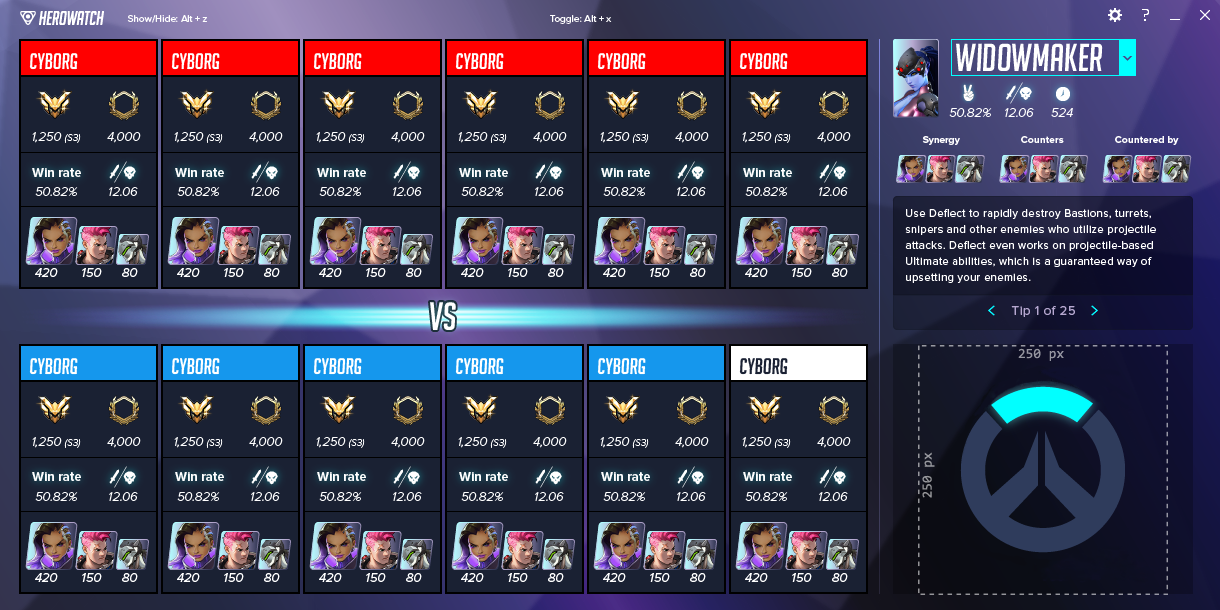 HEROWATCH Show/Hide: Alt + z Toggle: Alt + x ?
CYBORG CYBORG CYBORG CYBORG CYBORG CYBORG
1,250 (S3) 4,000 1,250 (S3) 4,000 1,250 (S3) 4,000 1,250 (S3) 4,000 1,250 (S3) 4,000 1,250 (S3) 4,000
Win rate Win rate Win rate Win rate Win rate Win rate
50.82% 12.06 50.82% 12.06 50.82% 12.06 50.82% 12.06 50.82% 12.06 50.82% 12.06
420 150 80 420 150 80 420 150 80 420 150 80 420 150 80 420 150 80
VS
CYBORG CYBORG CYBORG CYBORG CYBORG CYBORG
1,250 (S3) 4,000 1,250 (S3) 4,000 1,250 (S3) 4,000 1,250 (S3) 4,000 1,250 (S3) 4,000 1,250 (S3) 4,000
Win rate Win rate Win rate Win rate Win rate Win rate
50.82% 12.06 50.82% 12.06 50.82% 12.06 50.82% 12.06 50.82% 12.06 50.82% 12.06
420 150 80 420 150 80 420 150 80 420 150 80 420 150 80 420 150 80
WIDOWMAKER
50.82% 12.06 524
Synergy Counters Countered by
Use Deflect to rapidly destroy Bastions, turrets,
snipers and other enemies who utilize projectile
attacks. Deflect even works on projectile-based
Ultimate abilities, which is a guaranteed way of
upsetting your enemies.
Tip 1 of 25
250 px
250 px